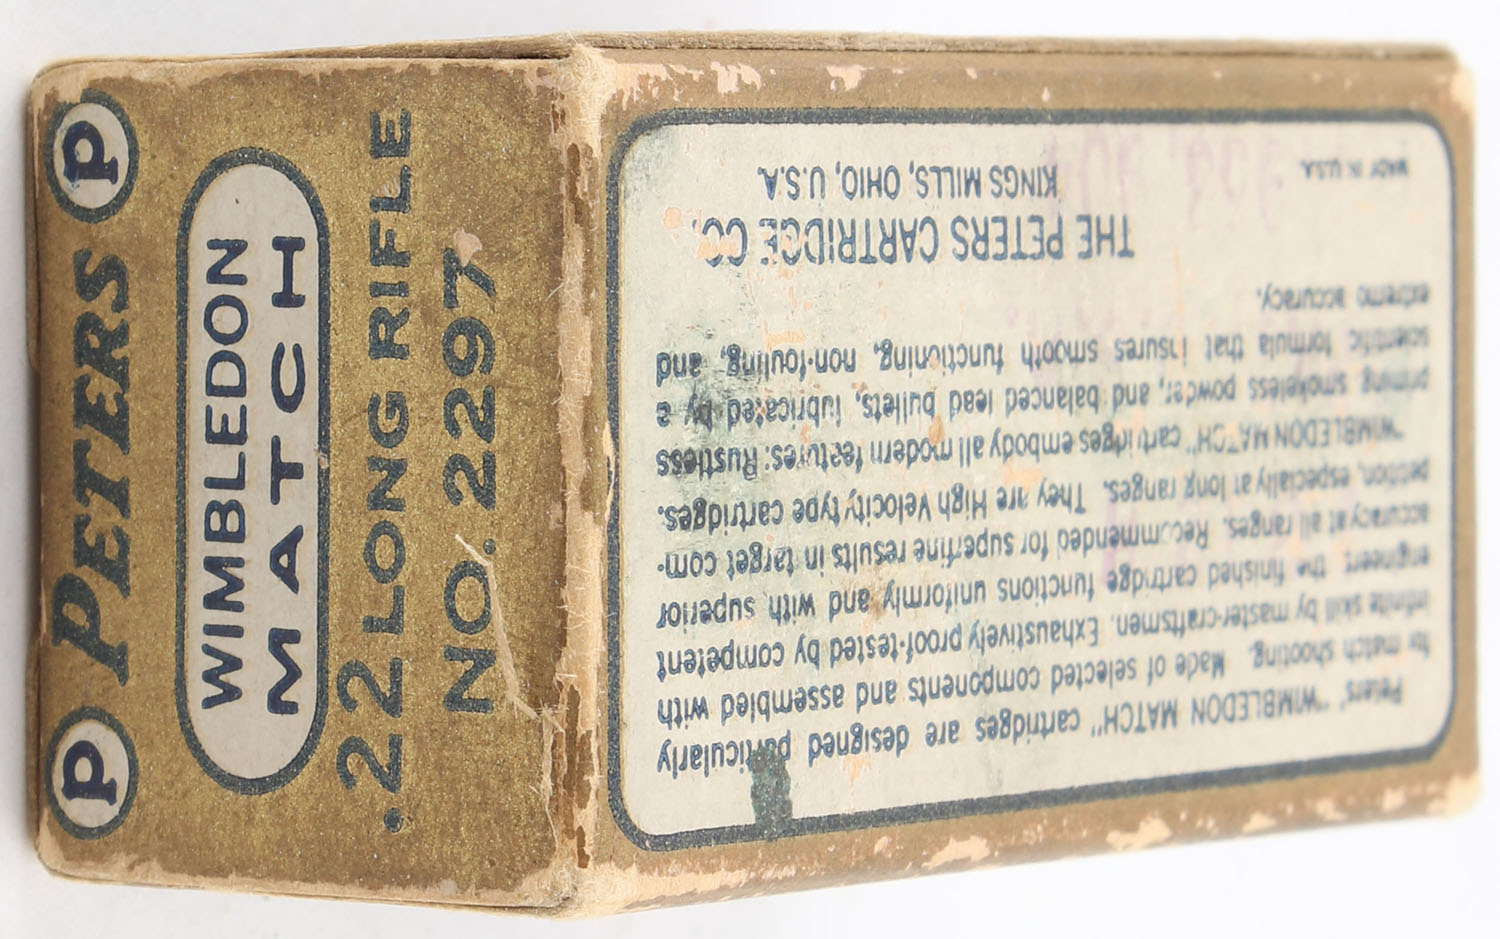 P PETERS P
WIMBLEDON
MATCH
.22 LONG RIFLE
NO. 2297
Peters' "WIMBLEDON MATCH" cartridges are designed particularly
for match shooting. Made of selected components and assembled with
infinite skill by master-craftsmen. Exhaustively proof-tested by competent
engineers the finished cartridge functions uniformly and with superior
accuracy at all ranges. Recommended for superfine results in target com-
petition, especially at long ranges. They are High Velocity type cartridges.
"WIMBLEDON MATCH" cartridges embody all modern features: Rustless
priming smokeless powder, and balanced lead bullets, lubricated by a
scientific formula that insures smooth functioning, non-fouling, and
extreme accuracy.
THE PETERS CARTRIDGE CO.
KINGS MILLS, OHIO, U.S.A.
MADE IN U.S.A.